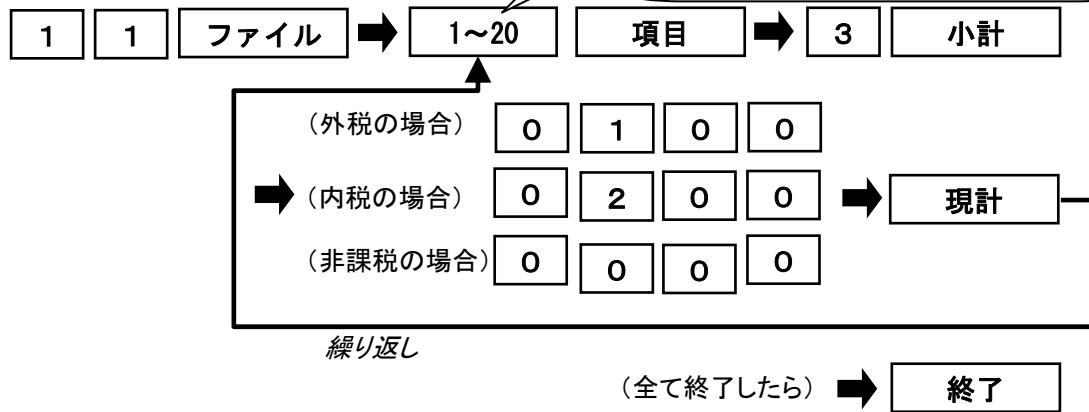 １ １ ファイル 1～20 項目 ３ 小計
（外税の場合） ０ １ ０ ０
（内税の場合） ０ ２ ０ ０ 現計
（非課税の場合） ０ ０ ０ ０
繰り返し
（全て終了したら） 終了